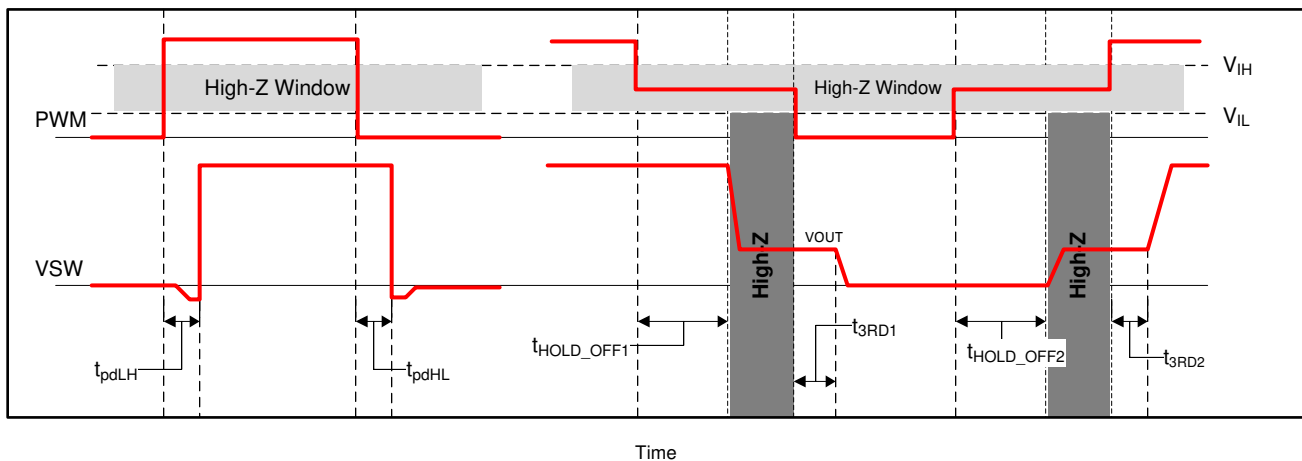 High-Z Window
High-Z Window
VIH
VIL
PWM
VOUT
High-Z
High-Z
VSW
tpdLH
tpdHL
tHOLD_OFF1
t3RD1
tHOLD_OFF2
t3RD2
Time